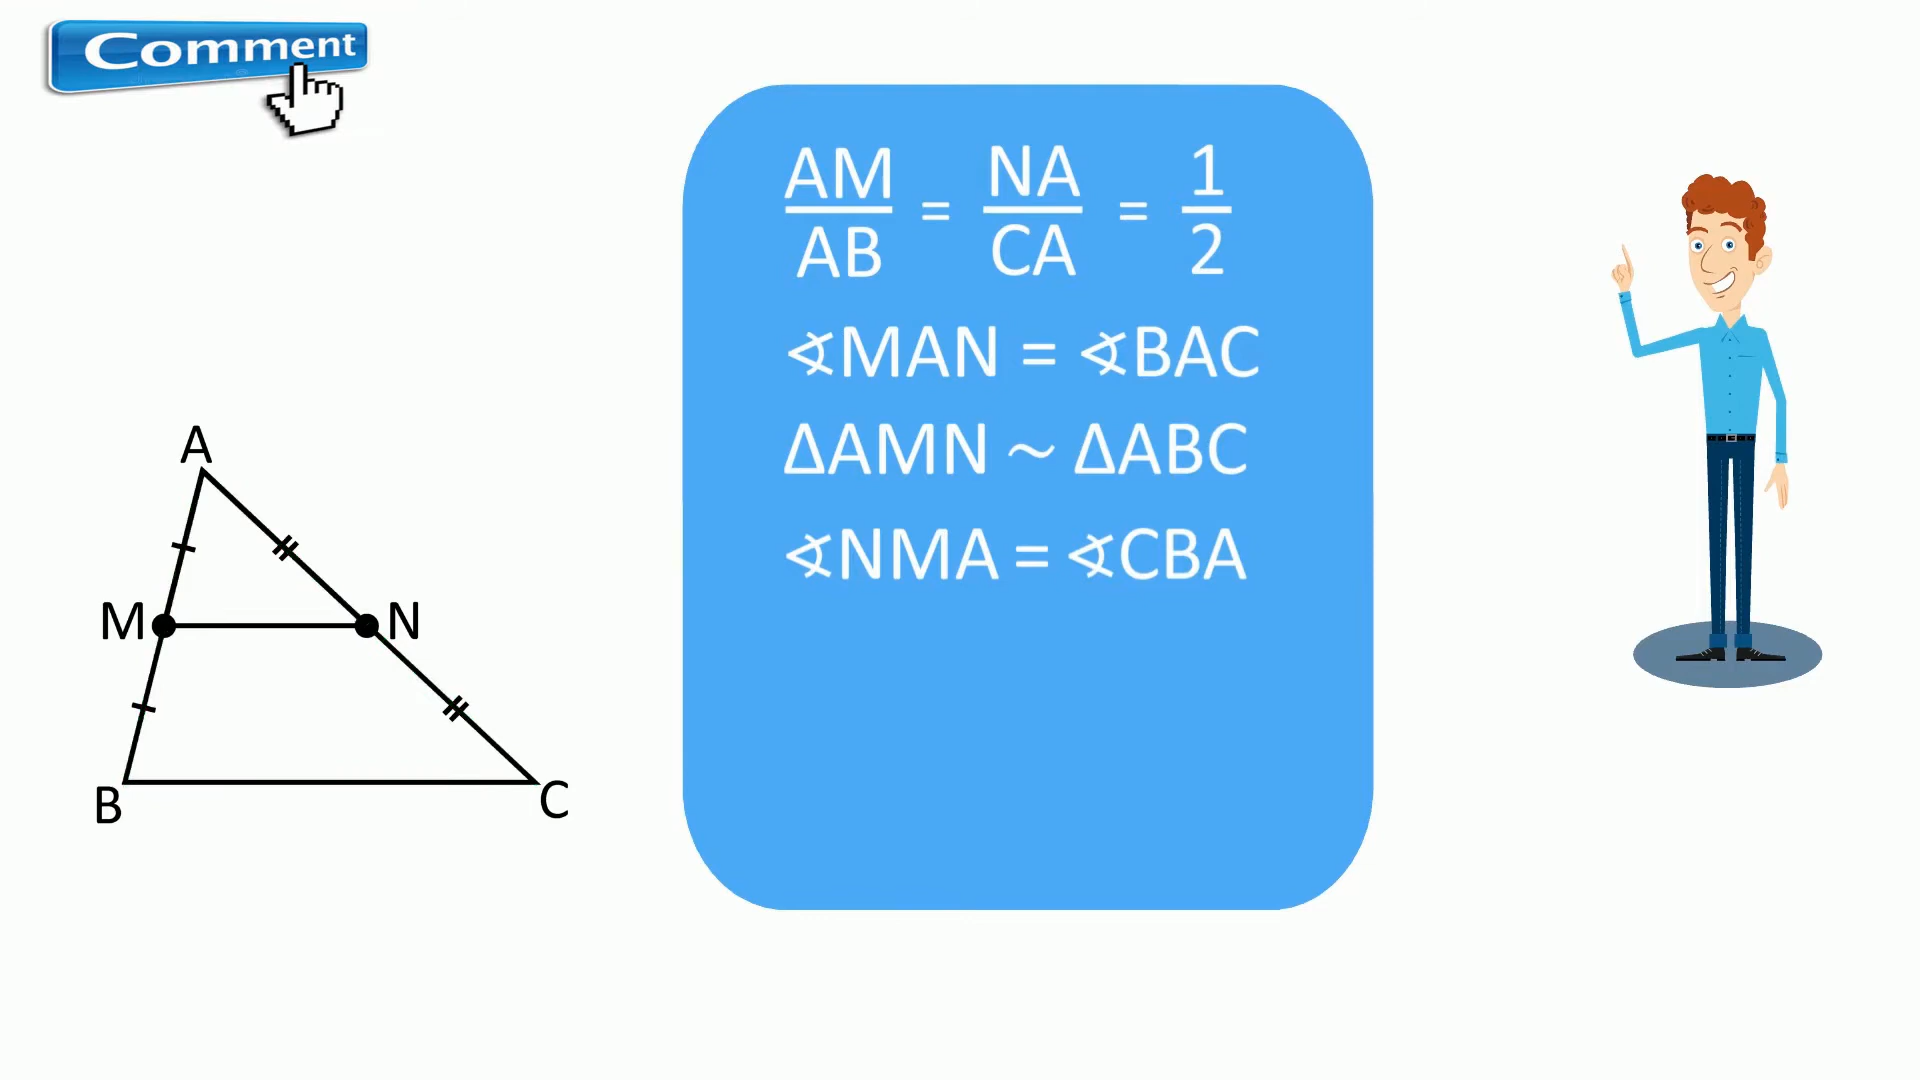 Comment
AM/AB = NA/CA = 1/2
∢MAN = ∢BAC
ΔAMN ~ ΔABC
∢NMA = ∢CBA
A
M
N
B
C